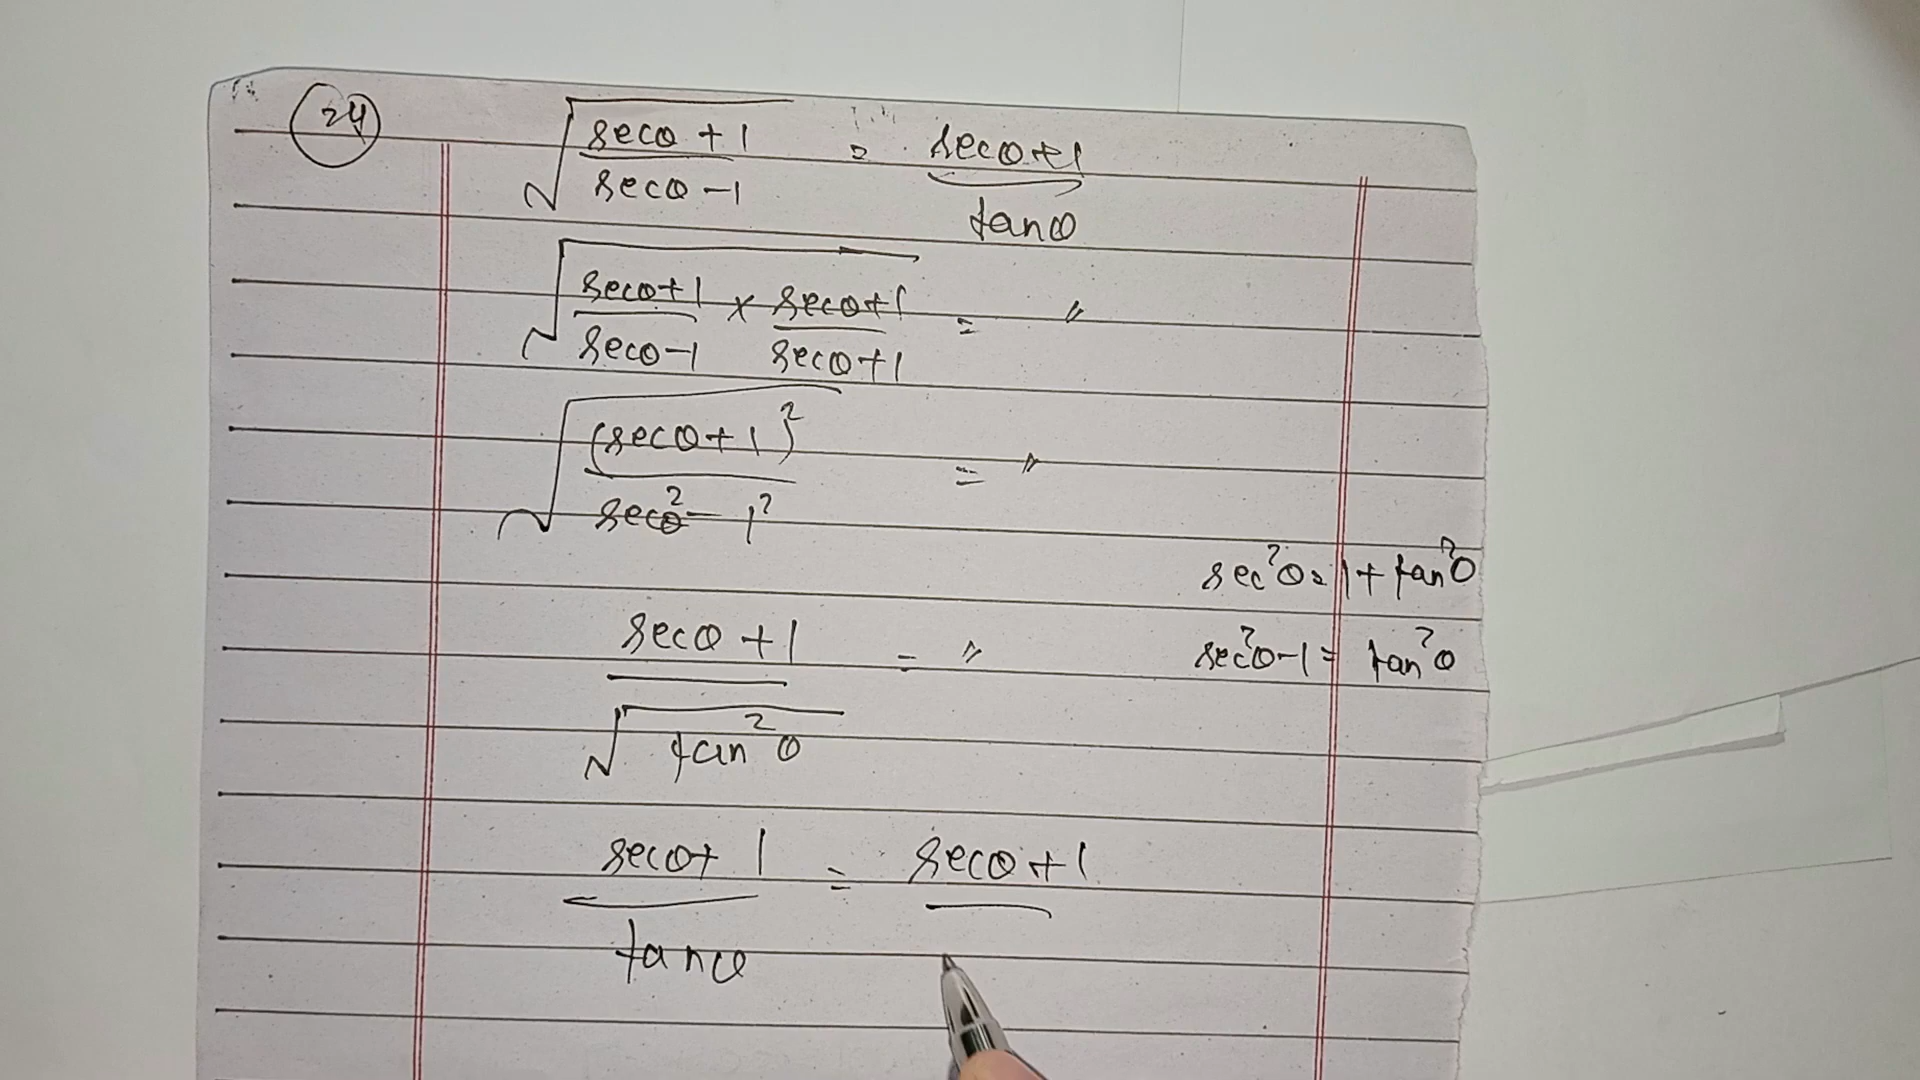 24
√((secθ + 1)/(secθ - 1)) = (secθ+1)/tanθ
√((secθ+1)/(secθ-1) × (secθ+1)/(secθ+1)) = 〃
√((secθ+1)²/(sec²θ - 1²)) = 〃
sec²θ = 1 + tan²θ
(secθ + 1)/√(tan²θ) = 〃
sec²θ-1 = tan²θ
(secθ+ 1)/tanθ = secθ+1